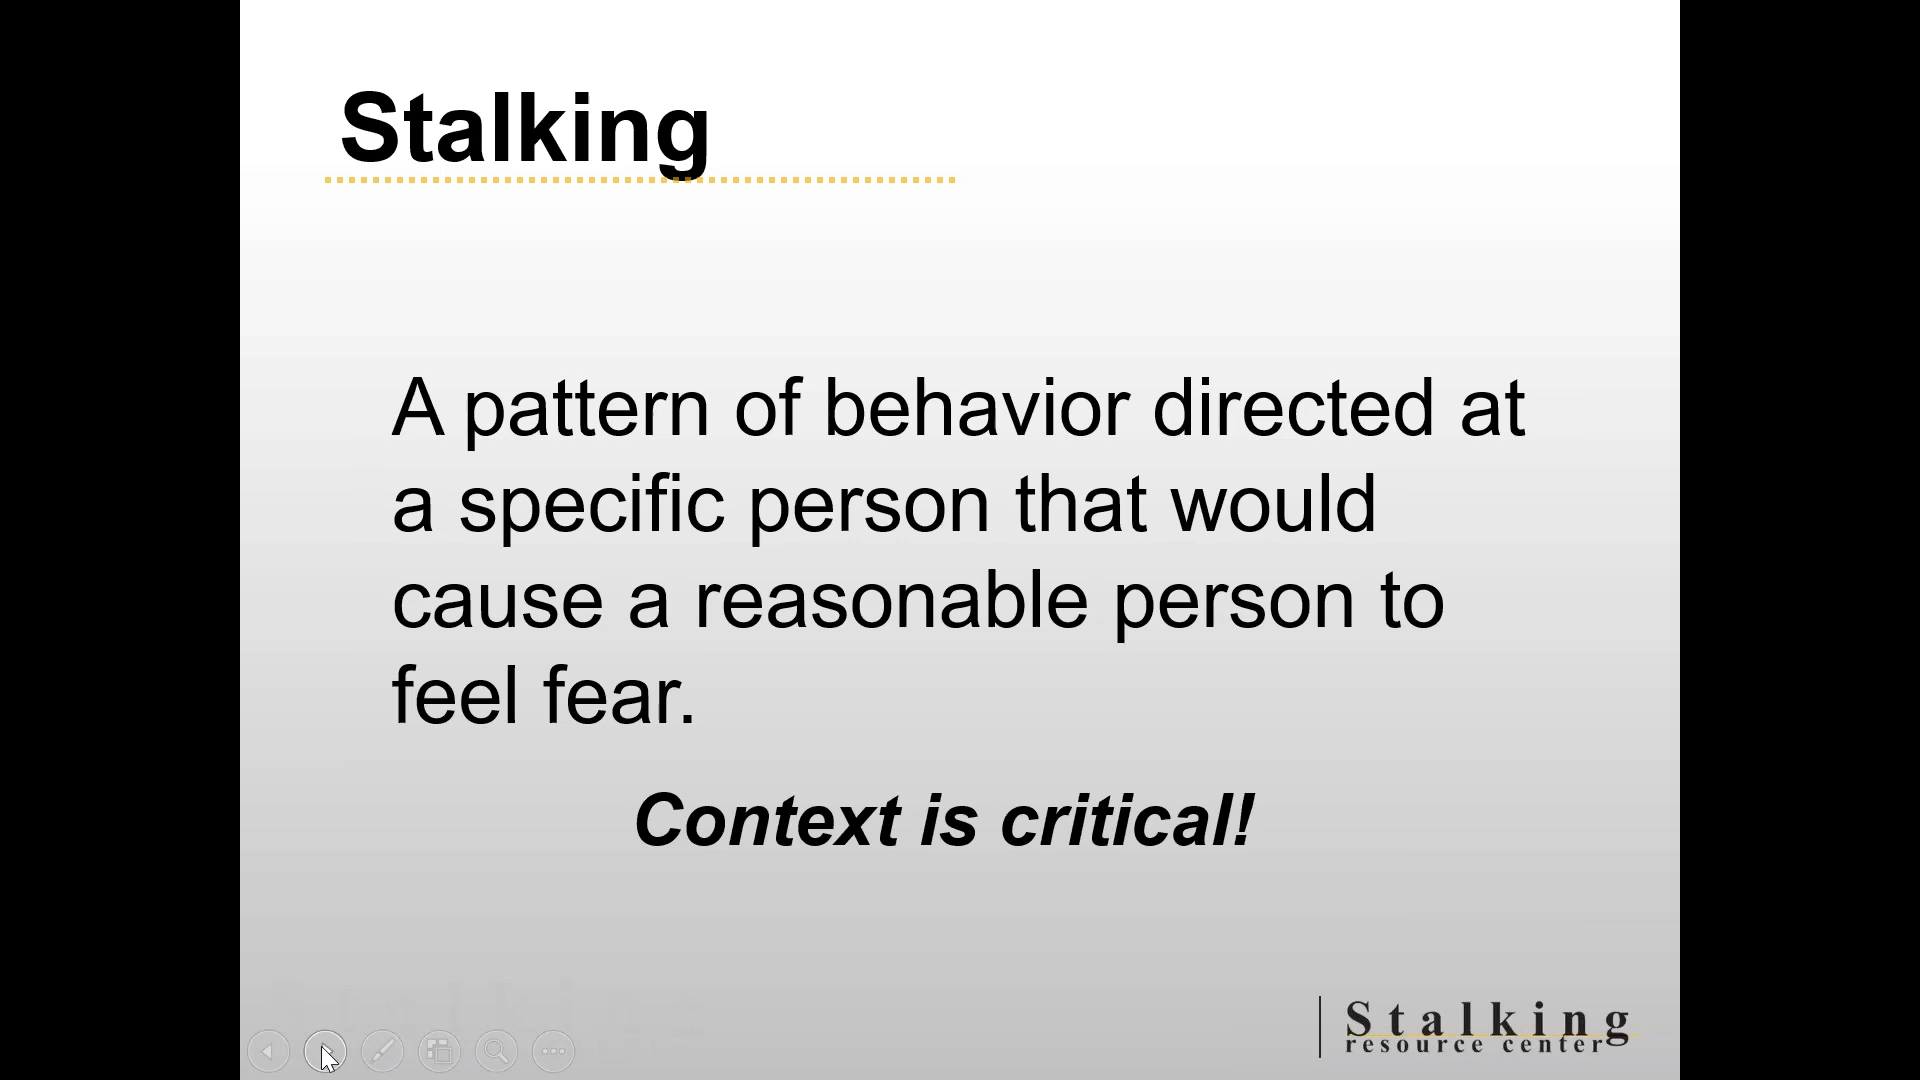 Stalking
A pattern of behavior directed at
a specific person that would
cause a reasonable person to
feel fear.
Context is critical!
Stalking
resource center